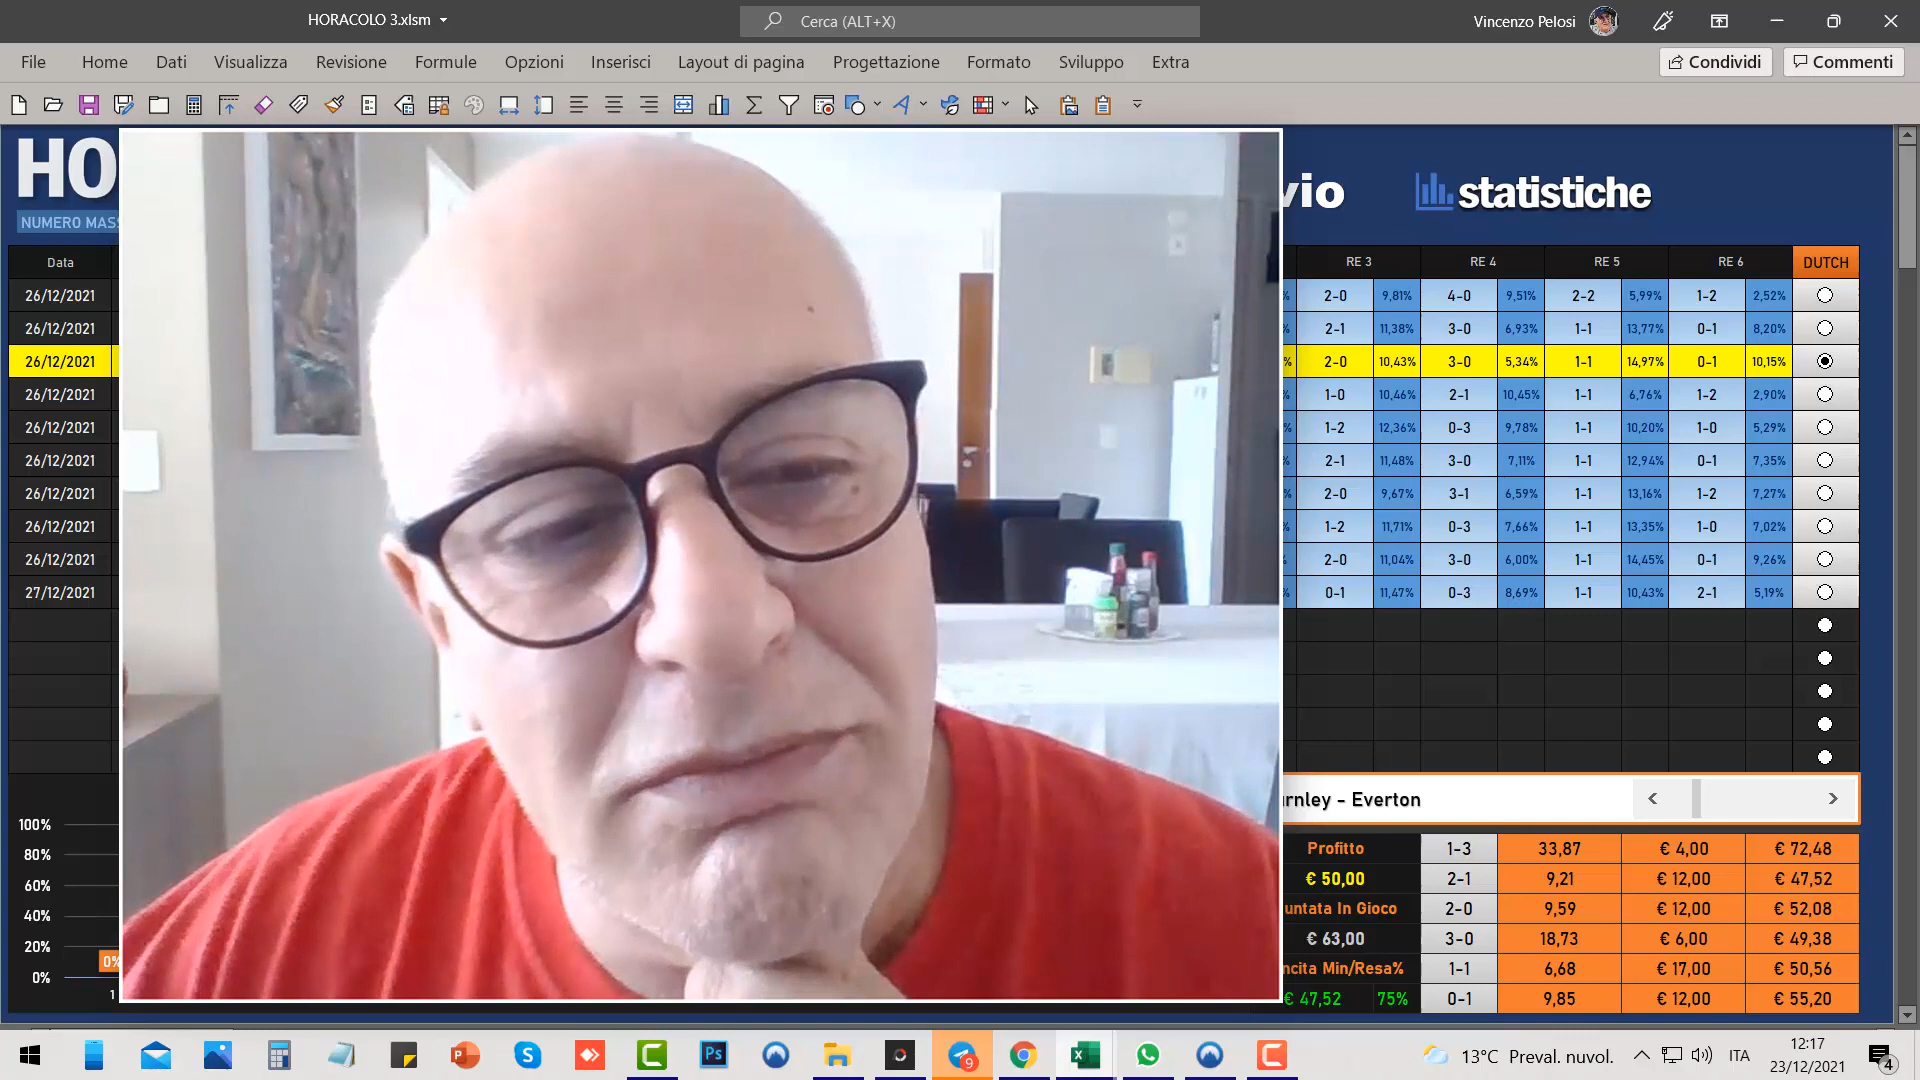 HORACOLO 3.xlsm
Cerca (ALT+X)
Vincenzo Pelosi
File Home Dati Visualizza Revisione Formule Opzioni Inserisci Layout di pagina Progettazione Formato Sviluppo Extra Condividi Commenti
HO
vio
statistiche
NUMERO MASS
Data RE 3 RE 4 RE 5 RE 6 DUTCH
26/12/2021 % 2-0 9,81% 4-0 9,51% 2-2 5,99% 1-2 2,52%
26/12/2021 % 2-1 11,38% 3-0 6,93% 1-1 13,77% 0-1 8,20%
26/12/2021 % 2-0 10,43% 3-0 5,34% 1-1 14,97% 0-1 10,15%
26/12/2021 % 1-0 10,46% 2-1 10,45% 1-1 6,76% 1-2 2,90%
26/12/2021 % 1-2 12,36% 0-3 9,78% 1-1 10,20% 1-0 5,29%
26/12/2021 % 2-1 11,48% 3-0 7,11% 1-1 12,94% 0-1 7,35%
26/12/2021 % 2-0 9,67% 3-1 6,59% 1-1 13,16% 1-2 7,27%
26/12/2021 % 1-2 11,71% 0-3 7,66% 1-1 13,35% 1-0 7,02%
26/12/2021 % 2-0 11,04% 3-0 6,00% 1-1 14,45% 0-1 9,26%
27/12/2021 % 0-1 11,47% 0-3 8,69% 1-1 10,43% 2-1 5,19%
rnley - Everton
100%
80%
60%
40%
20%
0%
0%
1
Profitto 1-3 33,87 € 4,00 € 72,48
€ 50,00 2-1 9,21 € 12,00 € 47,52
untata In Gioco 2-0 9,59 € 12,00 € 52,08
€ 63,00 3-0 18,73 € 6,00 € 49,38
ncita Min/Resa% 1-1 6,68 € 17,00 € 50,56
€ 47,52 75% 0-1 9,85 € 12,00 € 55,20
9
13°C Preval. nuvol.
ITA
12:17
23/12/2021
4